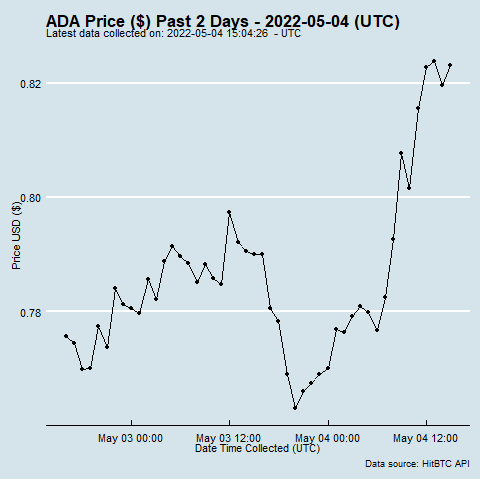 ADA Price ($) Past 2 Days - 2022-05-04 (UTC)
Latest data collected on: 2022-05-04 15:04:26  - UTC
0.82
0.80
0.78
Price USD ($)
May 03 00:00
May 03 12:00
May 04 00:00
May 04 12:00
Date Time Collected (UTC)
Data source: HitBTC API